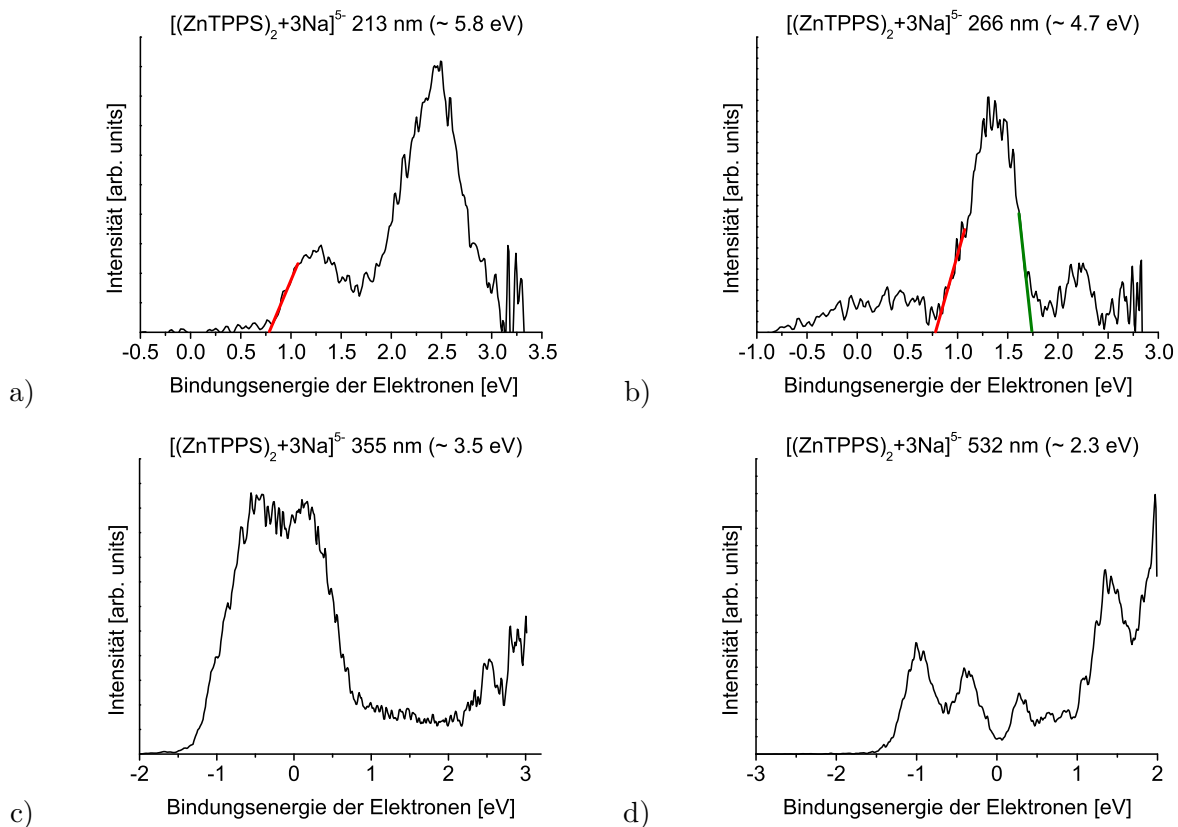 [(ZnTPPS)2+3Na]5- 213 nm (~ 5.8 eV)
Intensität [arb. units]
-0.5 0.0 0.5 1.0 1.5 2.0 2.5 3.0 3.5
Bindungsenergie der Elektronen [eV]
a)
[(ZnTPPS)2+3Na]5- 266 nm (~ 4.7 eV)
Intensität [arb. units]
-1.0 -0.5 0.0 0.5 1.0 1.5 2.0 2.5 3.0
Bindungsenergie der Elektronen [eV]
b)
[(ZnTPPS)2+3Na]5- 355 nm (~ 3.5 eV)
Intensität [arb. units]
-2 -1 0 1 2 3
Bindungsenergie der Elektronen [eV]
c)
[(ZnTPPS)2+3Na]5- 532 nm (~ 2.3 eV)
Intensität [arb. units]
-3 -2 -1 0 1 2
Bindungsenergie der Elektronen [eV]
d)